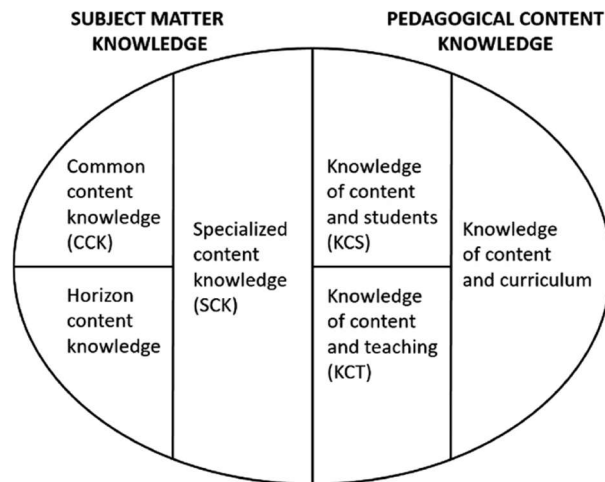 SUBJECT MATTER
KNOWLEDGE
PEDAGOGICAL CONTENT
KNOWLEDGE
Common
content
knowledge
(CCK)
Horizon
content
knowledge
Specialized
content
knowledge
(SCK)
Knowledge
of content
and students
(KCS)
Knowledge
of content
and teaching
(KCT)
Knowledge
of content
and curriculum